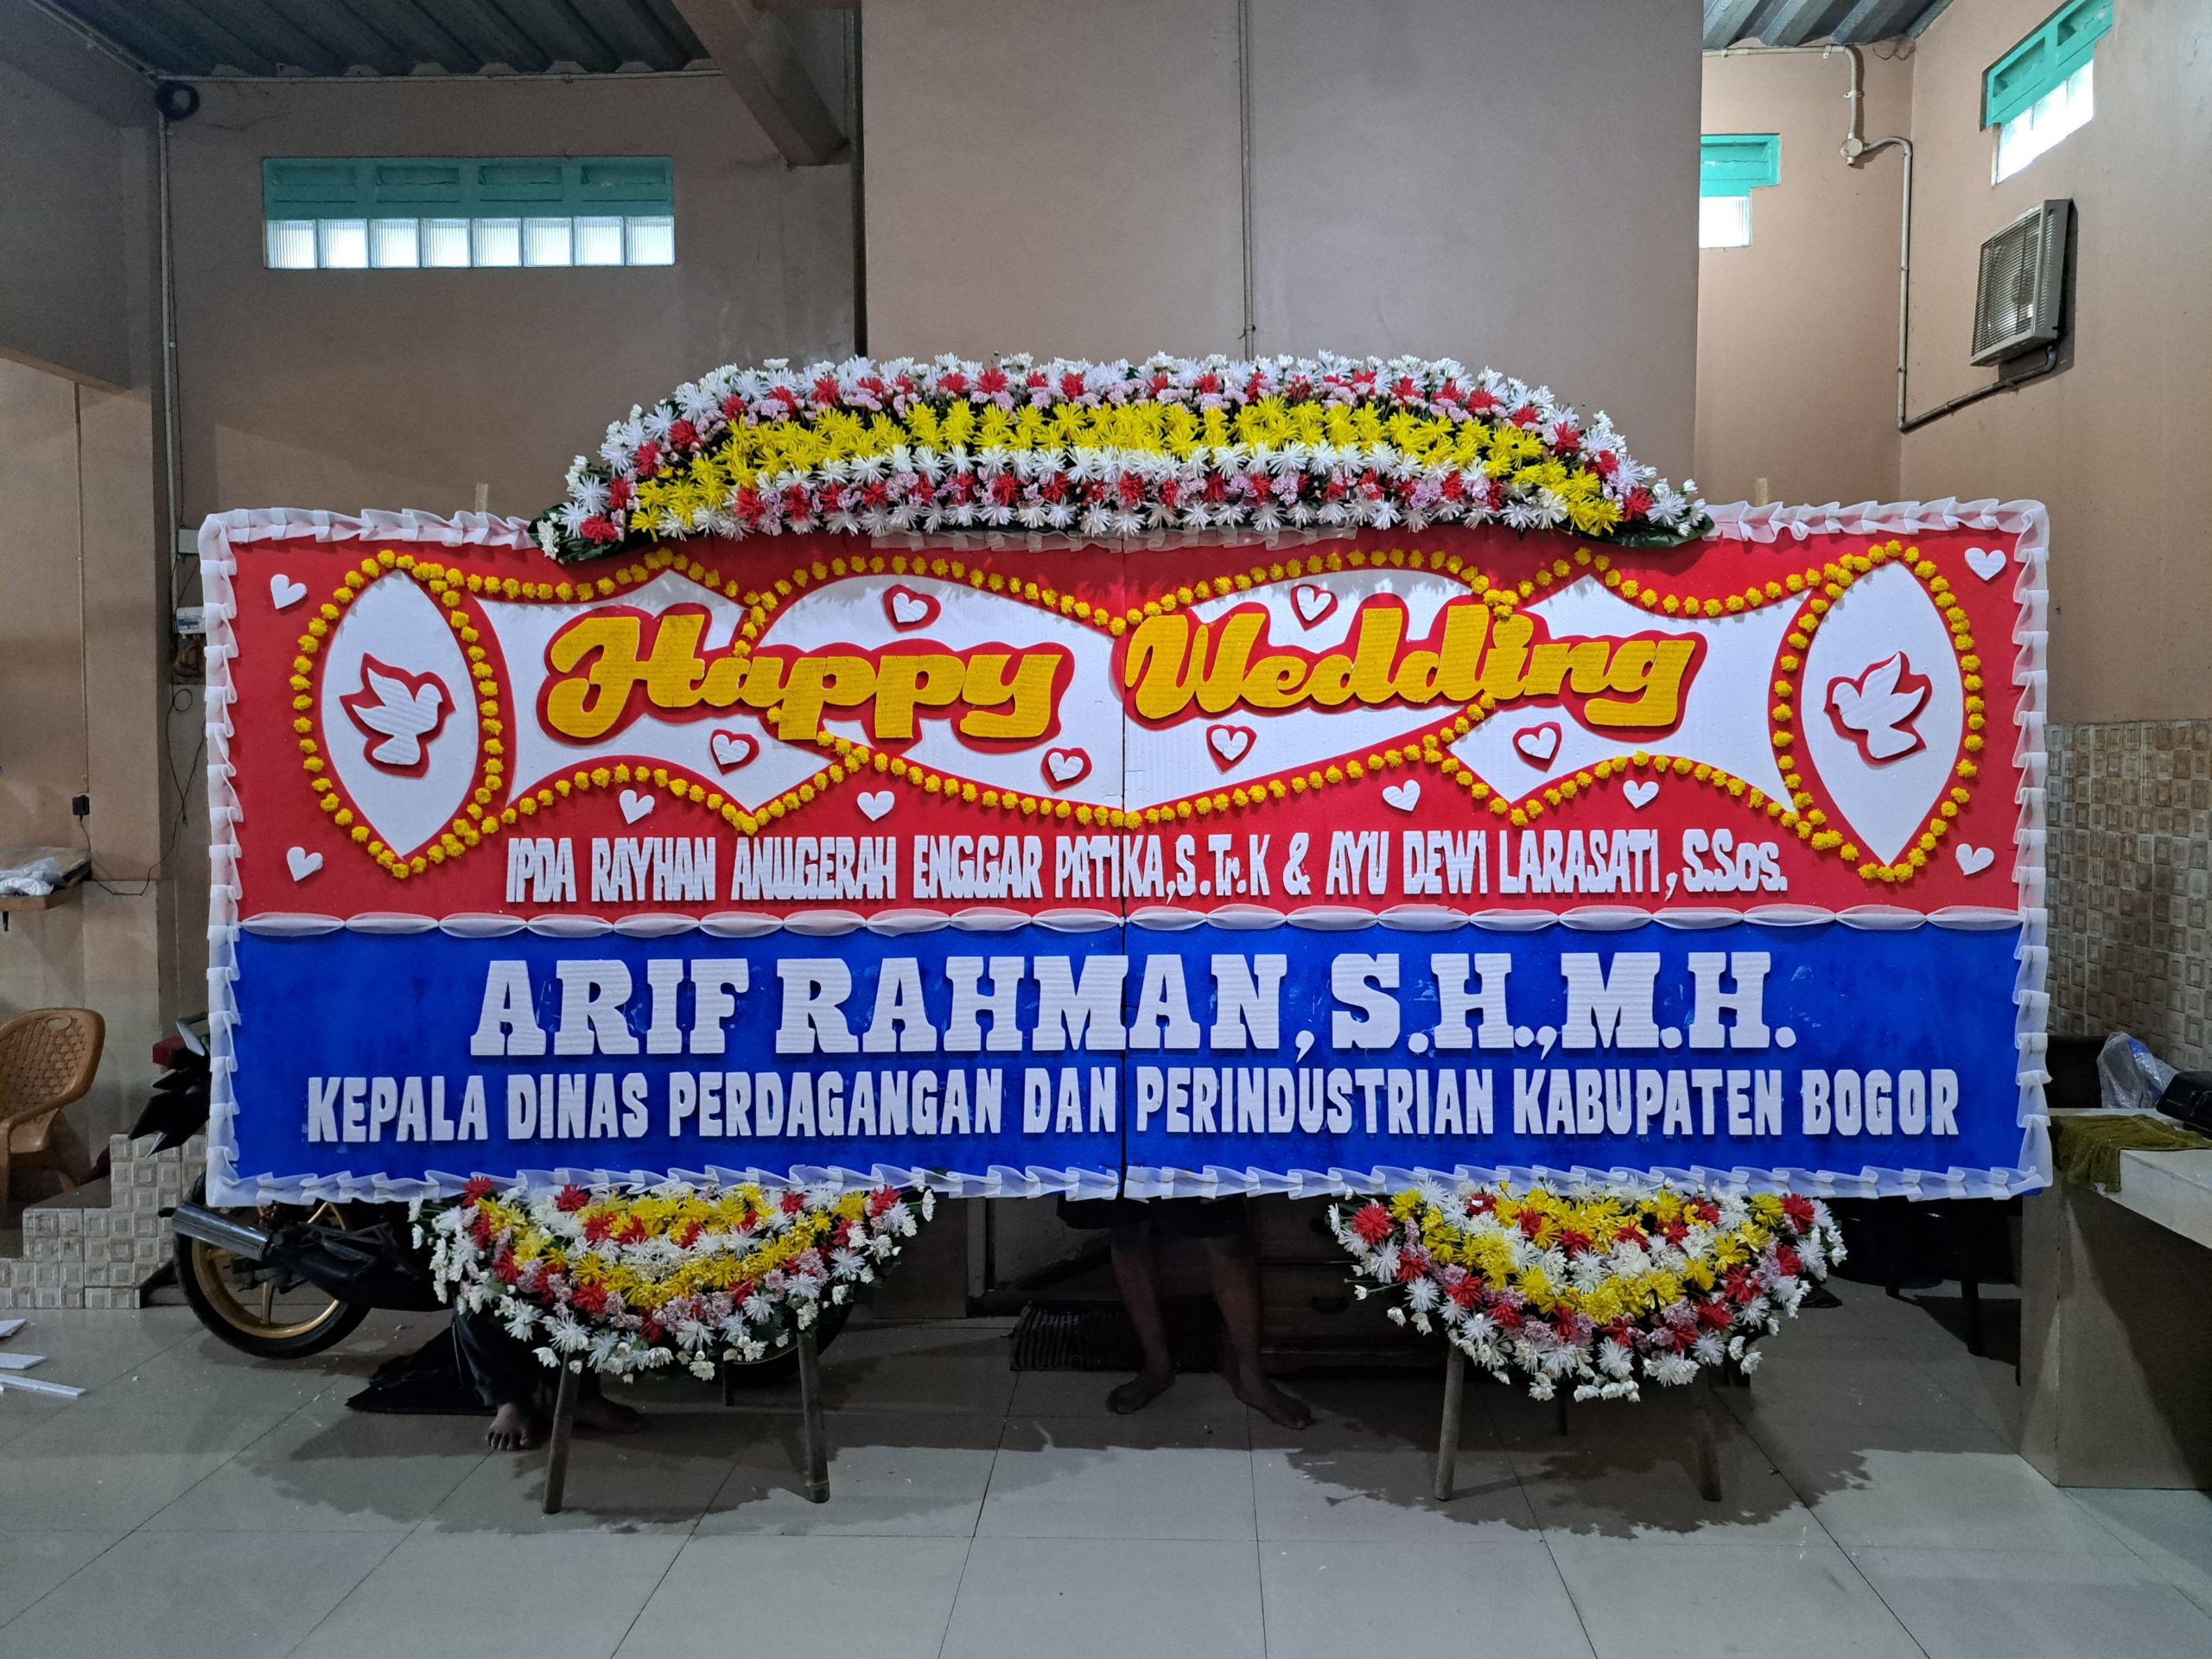 Happy Wedding
IPDA RAYHAN ANUGERAH ENGGAR PATIKA,S.Tr.K & AYU DEWI LARASATI, S.Sos.
ARIF RAHMAN, S.H.,M.H.
KEPALA DINAS PERDAGANGAN DAN PERINDUSTRIAN KABUPATEN BOGOR